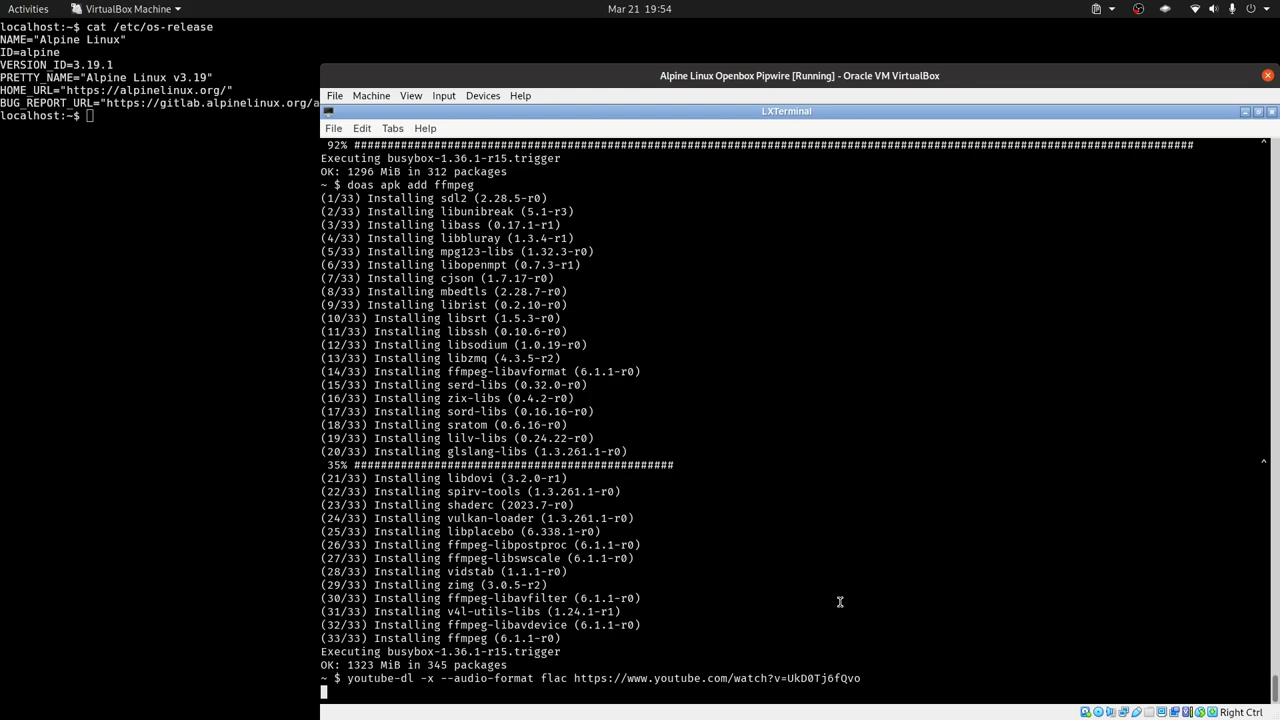 Activities
VirtualBox Machine
Mar 21 19:54
localhost:~$ cat /etc/os-release
NAME="Alpine Linux"
ID=alpine
VERSION_ID=3.19.1
PRETTY_NAME="Alpine Linux v3.19"
HOME_URL="https://alpinelinux.org/"
BUG_REPORT_URL="https://gitlab.alpinelinux.org/a
localhost:~$
Alpine Linux Openbox Pipwire [Running] - Oracle VM VirtualBox
File Machine View Input Devices Help
LXTerminal
File Edit Tabs Help
92% ##############################################################################################################################
Executing busybox-1.36.1-r15.trigger
OK: 1296 MiB in 312 packages
~ $ doas apk add ffmpeg
(1/33) Installing sdl2 (2.28.5-r0)
(2/33) Installing libunibreak (5.1-r3)
(3/33) Installing libass (0.17.1-r1)
(4/33) Installing libbluray (1.3.4-r1)
(5/33) Installing mpg123-libs (1.32.3-r0)
(6/33) Installing libopenmpt (0.7.3-r1)
(7/33) Installing cjson (1.7.17-r0)
(8/33) Installing mbedtls (2.28.7-r0)
(9/33) Installing librist (0.2.10-r0)
(10/33) Installing libsrt (1.5.3-r0)
(11/33) Installing libssh (0.10.6-r0)
(12/33) Installing libsodium (1.0.19-r0)
(13/33) Installing libzmq (4.3.5-r2)
(14/33) Installing ffmpeg-libavformat (6.1.1-r0)
(15/33) Installing serd-libs (0.32.0-r0)
(16/33) Installing zix-libs (0.4.2-r0)
(17/33) Installing sord-libs (0.16.16-r0)
(18/33) Installing sratom (0.6.16-r0)
(19/33) Installing lilv-libs (0.24.22-r0)
(20/33) Installing glslang-libs (1.3.261.1-r0)
35% ################################################
(21/33) Installing libdovi (3.2.0-r1)
(22/33) Installing spirv-tools (1.3.261.1-r0)
(23/33) Installing shaderc (2023.7-r0)
(24/33) Installing vulkan-loader (1.3.261.1-r0)
(25/33) Installing libplacebo (6.338.1-r0)
(26/33) Installing ffmpeg-libpostproc (6.1.1-r0)
(27/33) Installing ffmpeg-libswscale (6.1.1-r0)
(28/33) Installing vidstab (1.1.1-r0)
(29/33) Installing zimg (3.0.5-r2)
(30/33) Installing ffmpeg-libavfilter (6.1.1-r0)
(31/33) Installing v4l-utils-libs (1.24.1-r1)
(32/33) Installing ffmpeg-libavdevice (6.1.1-r0)
(33/33) Installing ffmpeg (6.1.1-r0)
Executing busybox-1.36.1-r15.trigger
OK: 1323 MiB in 345 packages
~ $ youtube-dl -x --audio-format flac https://www.youtube.com/watch?v=UkD0Tj6fQvo
Right Ctrl